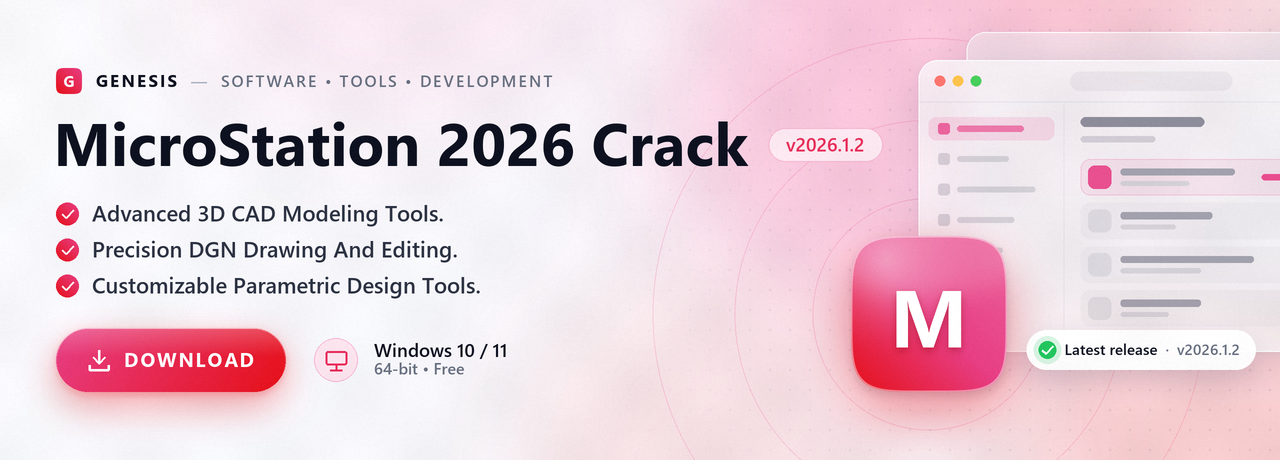 G GENESIS — SOFTWARE • TOOLS • DEVELOPMENT
MicroStation 2026 Crack v2026.1.2
Advanced 3D CAD Modeling Tools.
Precision DGN Drawing And Editing.
Customizable Parametric Design Tools.
DOWNLOAD
Windows 10 / 11
64-bit • Free
M
Latest release · v2026.1.2